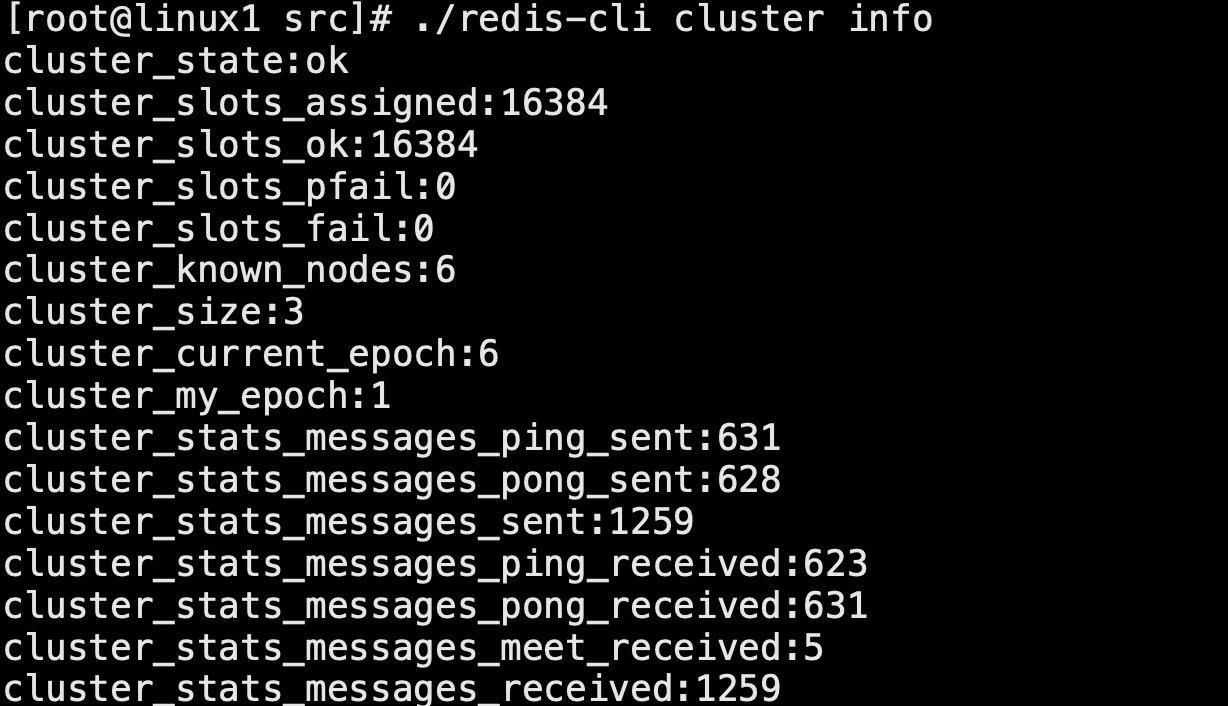 [root@linux1 src]# ./redis-cli cluster info
cluster_state:ok
cluster_slots_assigned:16384
cluster_slots_ok:16384
cluster_slots_pfail:0
cluster_slots_fail:0
cluster_known_nodes:6
cluster_size:3
cluster_current_epoch:6
cluster_my_epoch:1
cluster_stats_messages_ping_sent:631
cluster_stats_messages_pong_sent:628
cluster_stats_messages_sent:1259
cluster_stats_messages_ping_received:623
cluster_stats_messages_pong_received:631
cluster_stats_messages_meet_received:5
cluster_stats_messages_received:1259